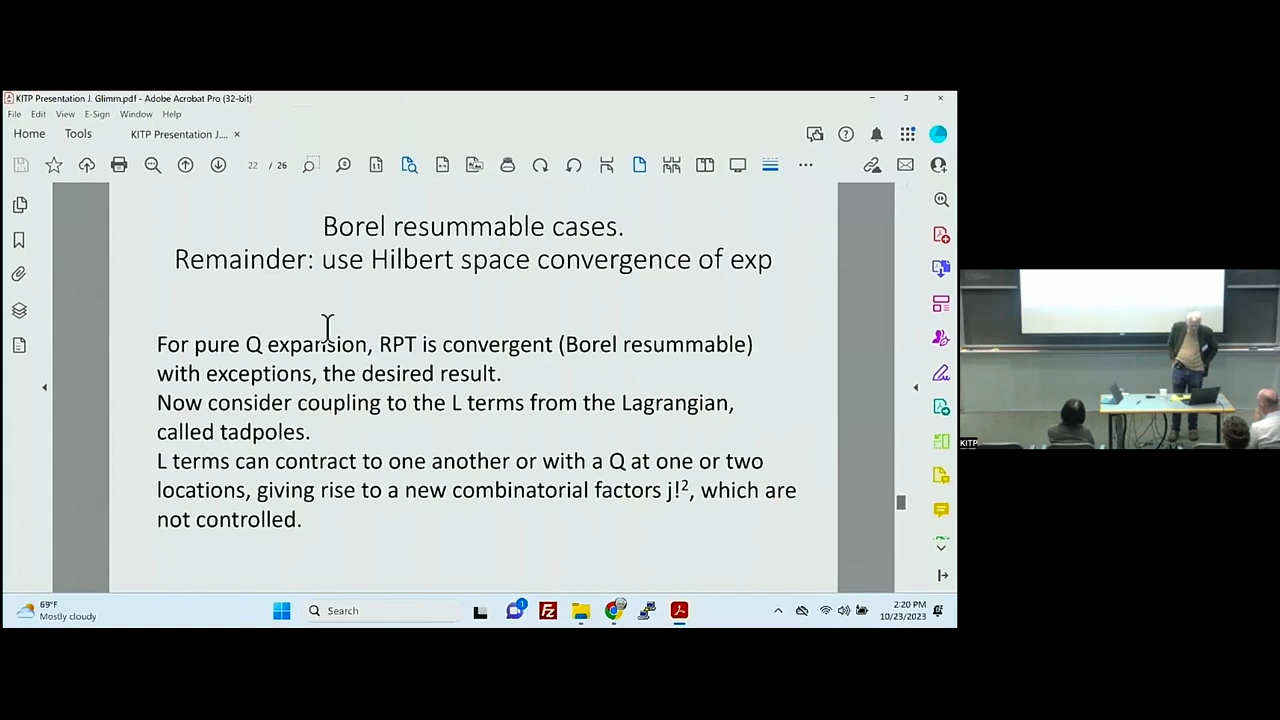 KITP Presentation J. Glimm.pdf - Adobe Acrobat Pro (32-bit)
File Edit View E-Sign Window Help
Home Tools KITP Presentation J.... ×
22 / 26
Borel resummable cases.
Remainder: use Hilbert space convergence of exp
For pure Q expansion, RPT is convergent (Borel resummable)
with exceptions, the desired result.
Now consider coupling to the L terms from the Lagrangian,
called tadpoles.
L terms can contract to one another or with a Q at one or two
locations, giving rise to a new combinatorial factors j!², which are
not controlled.
KITP
69°F
Mostly cloudy
Search
1
2:20 PM
10/23/2023